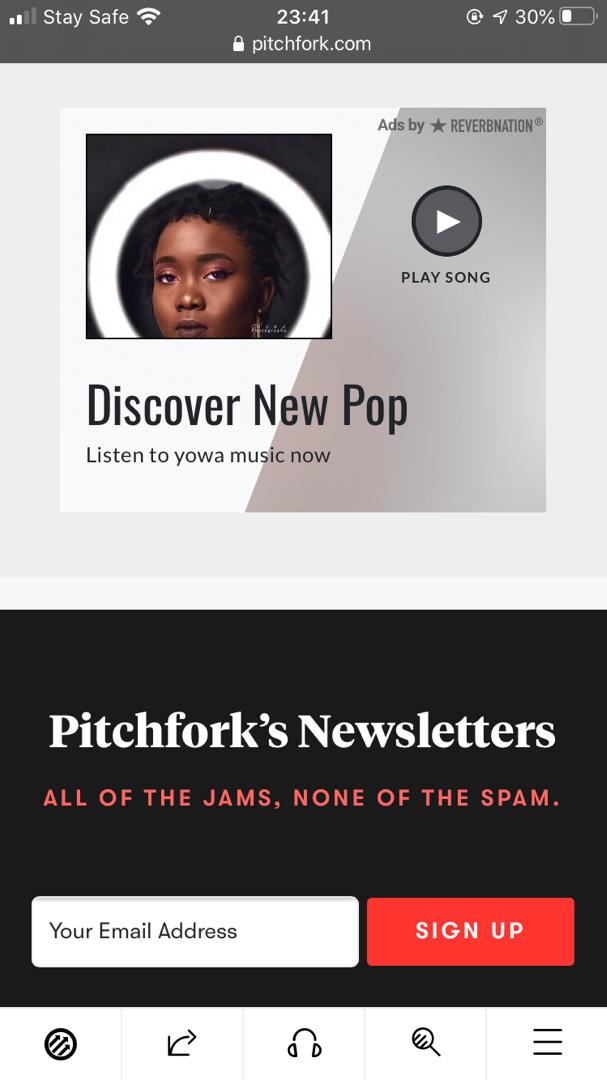 Stay Safe 23:41 30%
pitchfork.com
Ads by REVERBNATION®
PLAY SONG
Discover New Pop
Listen to yowa music now
Pitchfork’s Newsletters
ALL OF THE JAMS, NONE OF THE SPAM.
Your Email Address SIGN UP